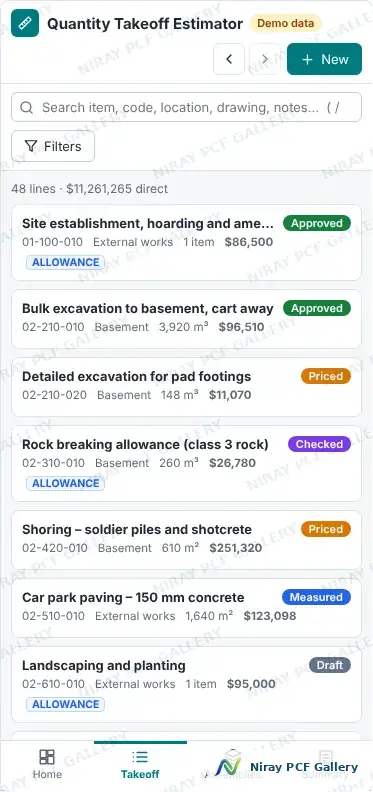 Quantity Takeoff Estimator Demo data
New
Search item, code, location, drawing, notes... ( /
Filters
48 lines · $11,261,265 direct
Site establishment, hoarding and ame... Approved
01-100-010 External works 1 item $86,500
ALLOWANCE
Bulk excavation to basement, cart away Approved
02-210-010 Basement 3,920 m³ $96,510
Detailed excavation for pad footings Priced
02-210-020 Basement 148 m³ $11,070
Rock breaking allowance (class 3 rock) Checked
02-310-010 Basement 260 m³ $26,780
ALLOWANCE
Shoring – soldier piles and shotcrete Priced
02-420-010 Basement 610 m² $251,320
Car park paving – 150 mm concrete Measured
02-510-010 External works 1,640 m² $123,098
Landscaping and planting Draft
02-610-010 External works 1 item $95,000
ALLOWANCE
Home Takeoff Summary
Niray PCF Gallery
NIRAY PCF GALLERY